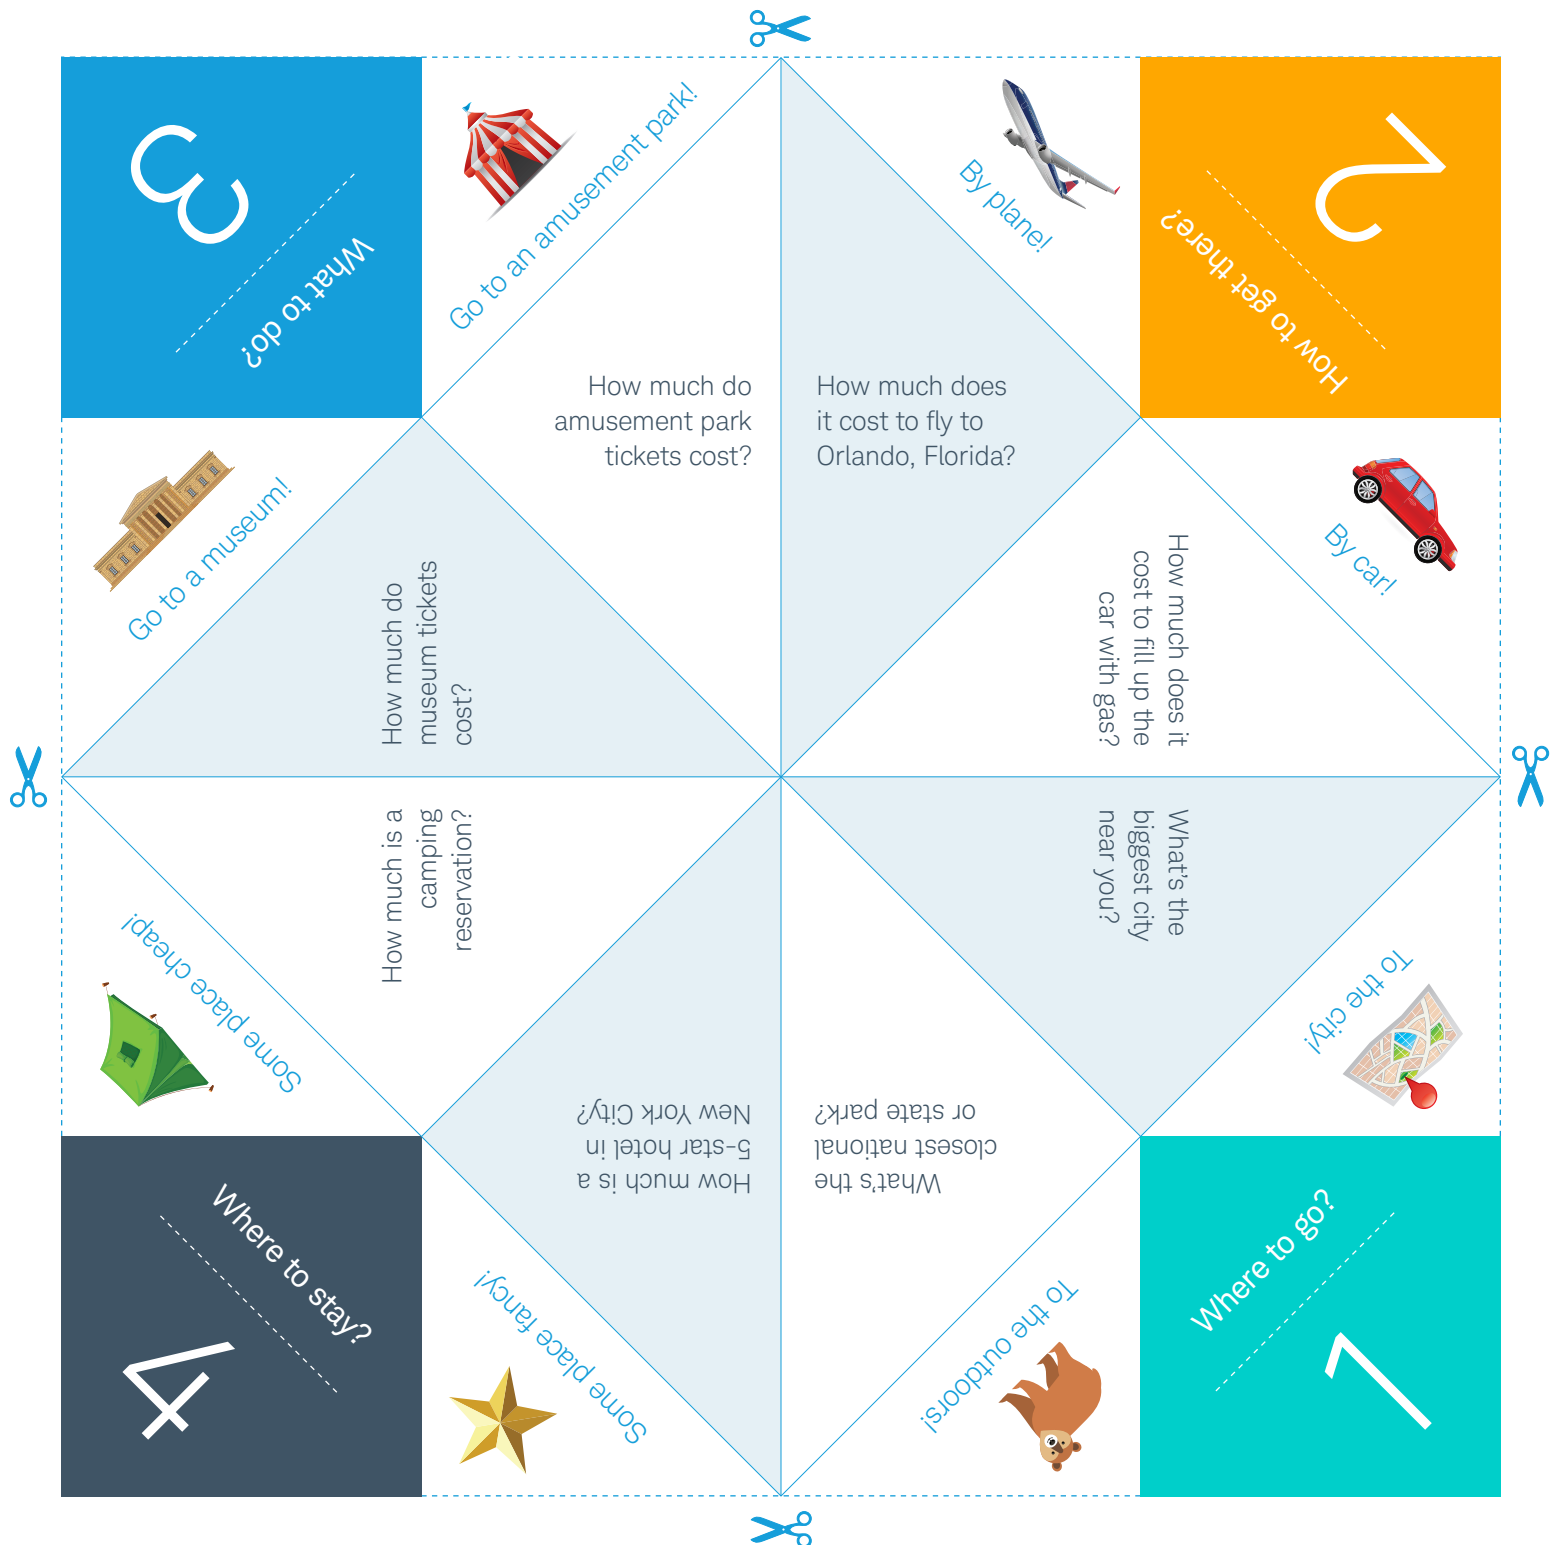 3
What to do?
Go to an amusement park!
By plane!
2
How to get there?
How much do
amusement park
tickets cost?
How much does
it cost to fly to
Orlando, Florida?
Go to a museum!
How much do
museum tickets
cost?
By car!
How much does it
cost to fill up the
car with gas?
Some place cheap!
How much is a
camping
reservation?
What's the
biggest city
near you?
To the city!
How much is a
5-star hotel in
New York City?
What's the
closest national
or state park?
4
Where to stay?
Some place fancy!
To the outdoors!
Where to go?
1